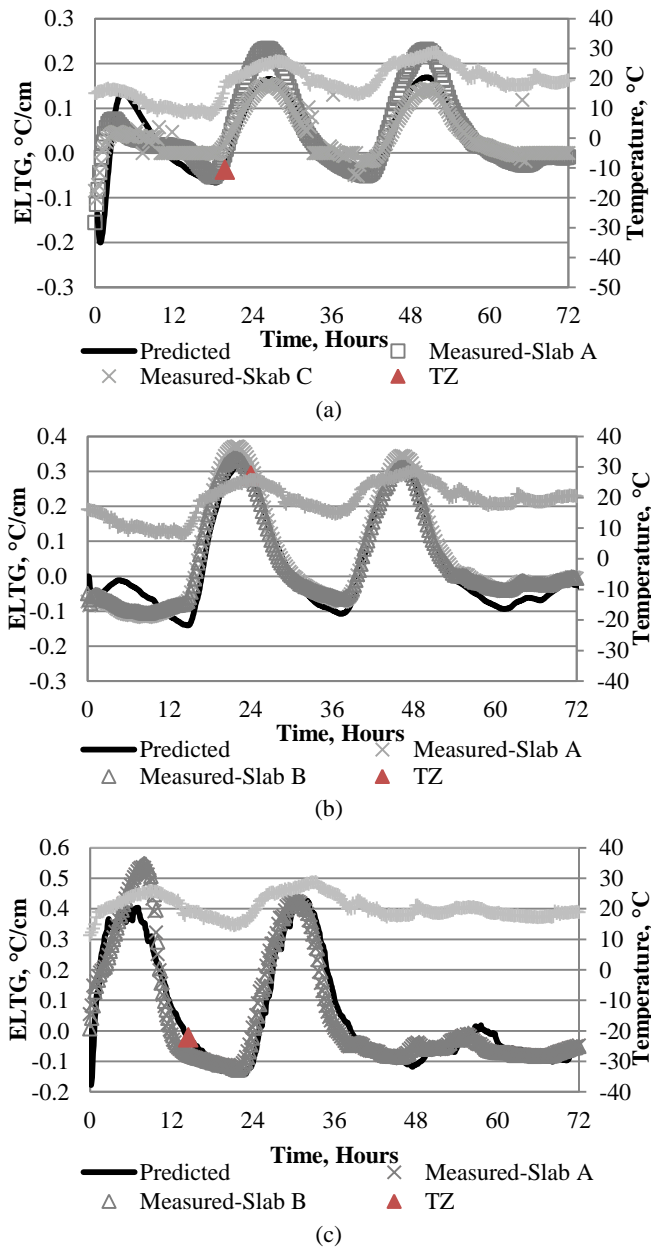 ELTG, °C/cm
0.3
0.2
0.1
0.0
-0.1
-0.2
0.3
40
30
20
10
0
-10
-20
-30
-40
-50
Temperature, °C
0 12 24 36 48 60 72
Time, Hours
Predicted Measured-Slab A
Measured-Skab C TZ
(a)
ELTG, °C/cm
0.4
0.3
0.2
0.1
0.0
-0.1
-0.2
-0.3
40
30
20
10
0
-10
-20
-30
-40
Temperature, °C
0 12 24 36 48 60 72
Time, Hours
Predicted Measured-Slab A
Measured-Slab B TZ
(b)
ELTG, °C/cm
0.6
0.5
0.4
0.3
0.2
0.1
0.0
-0.1
-0.2
40
30
20
10
0
-10
-20
-30
-40
Temperature, °C
0 12 24 36 48 60 72
Time, Hours
Predicted Measured-Slab A
Measured-Slab B TZ
(c)